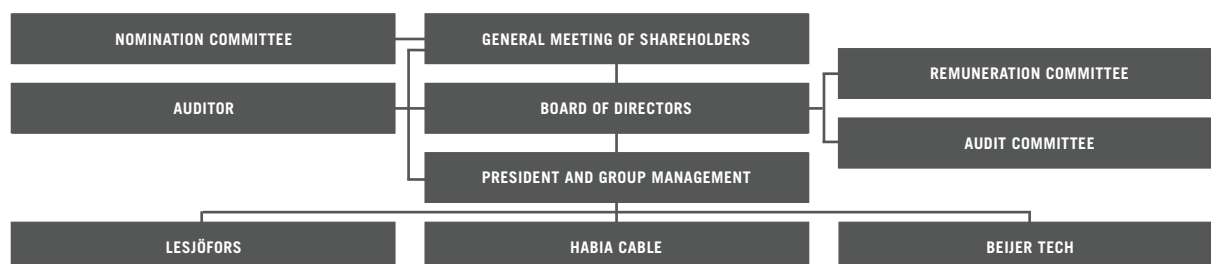 NOMINATION COMMITTEE
GENERAL MEETING OF SHAREHOLDERS
REMUNERATION COMMITTEE
AUDITOR
BOARD OF DIRECTORS
AUDIT COMMITTEE
PRESIDENT AND GROUP MANAGEMENT
LESJÖFORS
HABIA CABLE
BEIJER TECH